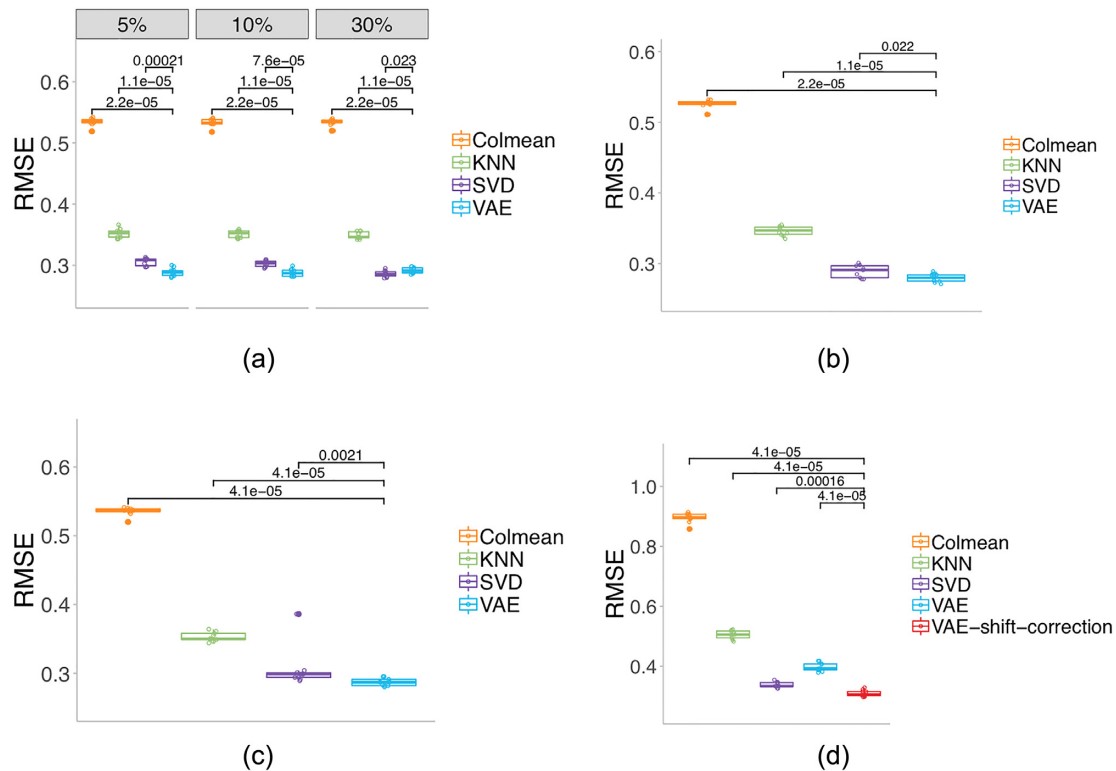 5% 10% 30%
RMSE
0.6
0.5
0.4
0.3
0.00021
1.1e−05
2.2e−05
7.6e−05
1.1e−05
2.2e−05
0.023
1.1e−05
2.2e−05
Colmean
KNN
SVD
VAE
(a)
RMSE
0.6
0.5
0.4
0.3
0.022
1.1e−05
2.2e−05
Colmean
KNN
SVD
VAE
(b)
RMSE
0.6
0.5
0.4
0.3
0.0021
4.1e−05
4.1e−05
Colmean
KNN
SVD
VAE
(c)
RMSE
1.0
0.8
0.6
0.4
4.1e−05
4.1e−05
0.00016
4.1e−05
Colmean
KNN
SVD
VAE
VAE−shift−correction
(d)